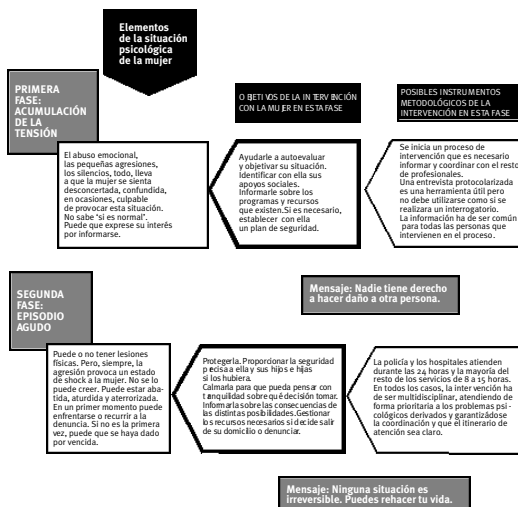 Elementos
de la situación
psicológica
de la mujer
OBJETIVOS DE LA INTERVENCIÓN
CON LA MUJER EN ESTA FASE
POSIBLES INSTRUMENTOS
METODOLÓGICOS DE LA
INTERVENCIÓN EN ESTA FASE
PRIMERA
FASE:
ACUMULACIÓN
DE LA
TENSIÓN
El abuso emocional,
las pequeñas agresiones,
los silencios, todo, lleva
a que la mujer se sienta
desconcertada, confundida,
en ocasiones, culpable
de provocar esta situación.
No sabe ‘si es normal’.
Puede que exprese su interés
por informarse.
Ayudarle a autoevaluar
y objetivar su situación.
Identificar con ella sus
apoyos sociales.
Informarle sobre los
programas y recursos
que existen.Si es necesario,
establecer con ella
un plan de seguridad.
Se inicia un proceso de
intervención que es necesario
informar y coordinar con el resto
de profesionales.
Una entrevista protocolarizada
es una herramienta útil pero
no debe utilizarse como si se
realizara un interrogatorio.
La información ha de ser común
para todas las personas que
intervienen en el proceso.
Mensaje: Nadie tiene derecho
a hacer daño a otra persona.
SEGUNDA
FASE:
EPISODIO
AGUDO
Puede o no tener lesiones
físicas. Pero, siempre, la
agresión provoca un estado
de shock a la mujer. No se lo
puede creer. Puede estar aba-
tida, aturdida y aterrorizada.
En un primer momento puede
enfrentarse o recurrir a la
denuncia. Si no es la primera
vez, puede que se haya dado
por vencida.
Protegerla. Proporcionar la seguridad
precisa a ella y sus hijos e hijas
si los hubiera.
Calmarla para que pueda pensar con
tranquilidad sobre qué decisión tomar.
Informarla sobre las consecuencias de
las distintas posibilidades.Gestionar
los recursos necesarios si decide salir
de su domicilio o denunciar.
La policía y los hospitales atienden
durante las 24 horas y la mayoría del
resto de los servicios de 8 a 15 horas.
En todos los casos, la intervención ha
de ser multidisciplinar, atendiendo de
forma prioritaria a los problemas psi-
cológicos derivados y garantizándose
la coordinación y que el itinerario de
atención sea claro.
Mensaje: Ninguna situación es
irreversible. Puedes rehacer tu vida.